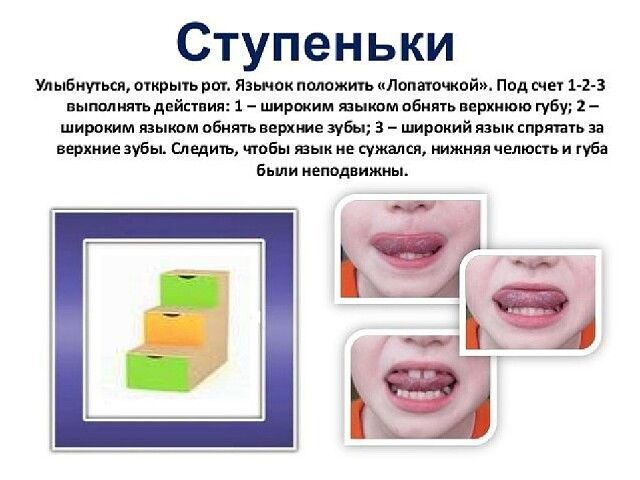 Ступеньки
Улыбнуться, открыть рот. Язычок положить «Лопаточкой». Под счет 1-2-3
выполнять действия: 1 – широким языком обнять верхнюю губу; 2 –
широким языком обнять верхние зубы; 3 – широкий язык спрятать за
верхние зубы. Следить, чтобы язык не сужался, нижняя челюсть и губа
были неподвижны.